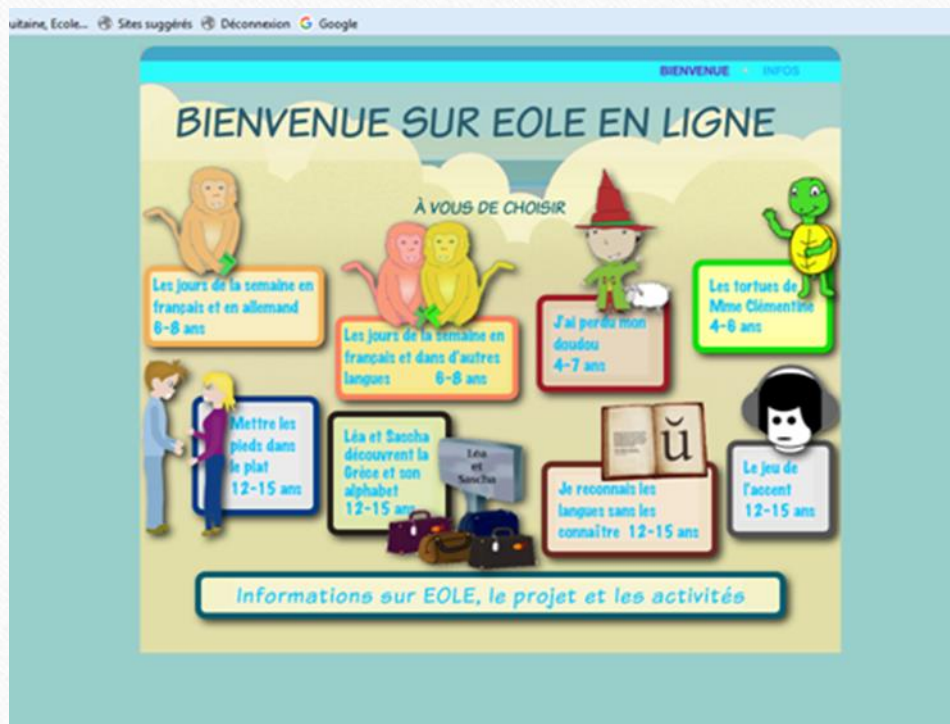 uitaine, Ecole... Sites suggérés Déconnexion Google
BIENVENUE INFOS
BIENVENUE SUR EOLE EN LIGNE
À VOUS DE CHOISIR
Les jours de la semaine en
français et en allemand
6-8 ans
Les jours de la semaine en
français et dans d'autres
langues 6-8 ans
J'ai perdu mon
doudou
4-7 ans
Les tortues de
Mme Clémentine
4-6 ans
Mettre les
pieds dans
le plat
12-15 ans
Léa et Sascha
découvrent la
Grèce et son
alphabet
12-15 ans
Léa
et
Sascha
ŭ
Je reconnais les
langues sans les
connaître 12-15 ans
Le jeu de
l'accent
12-15 ans
Informations sur EOLE, le projet et les activités